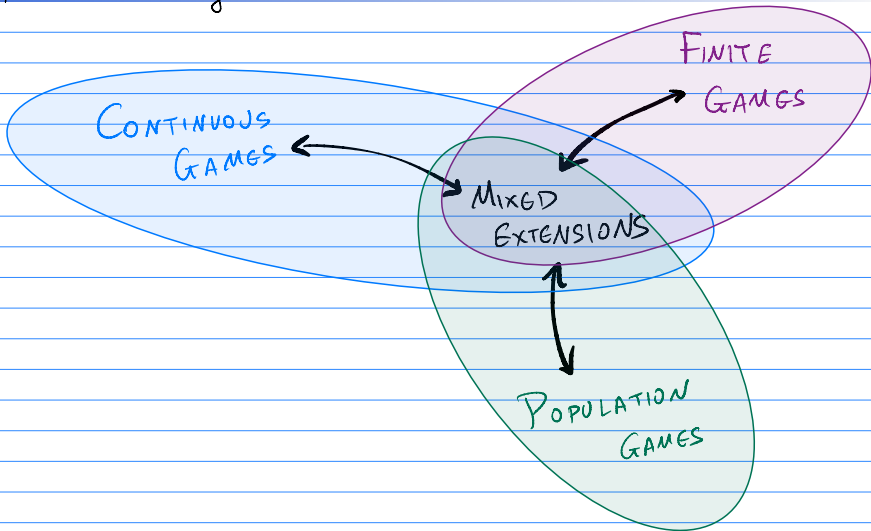 FINITE
GAMES
CONTINUOUS
GAMES
MIXED
EXTENSIONS
POPULATION
GAMES